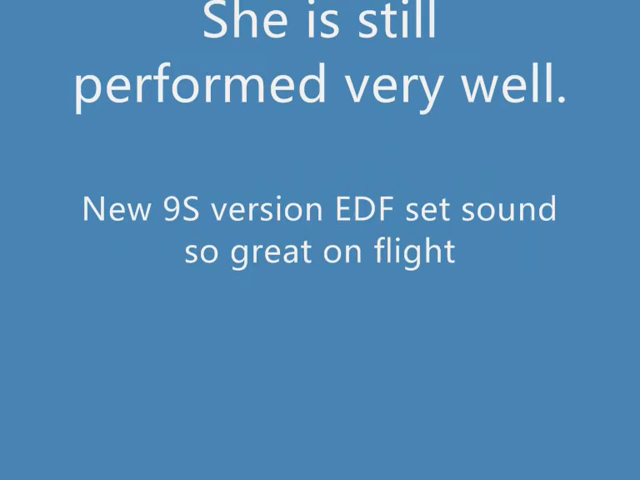 She is still
performed very well.
New 9S version EDF set sound
so great on flight